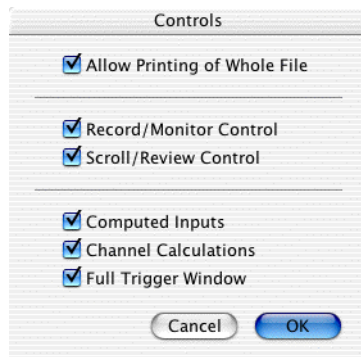 Controls
Allow Printing of Whole File
Record/Monitor Control
Scroll/Review Control
Computed Inputs
Channel Calculations
Full Trigger Window
Cancel OK